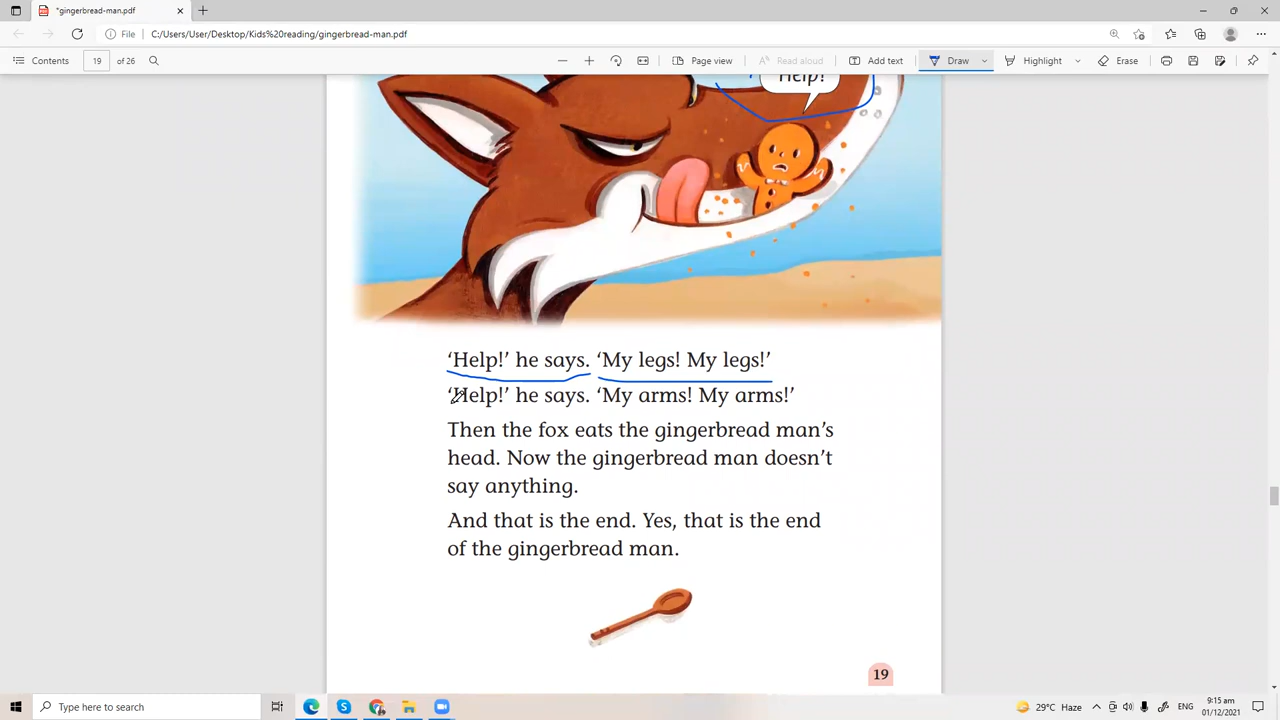 *gingerbread-man.pdf
File
C:/Users/User/Desktop/Kids%20reading/gingerbread-man.pdf
Contents
19
of 26
Page view
Read aloud
Add text
Draw
Highlight
Erase
Help!
‘Help!’ he says. ‘My legs! My legs!’
‘Help!’ he says. ‘My arms! My arms!’
Then the fox eats the gingerbread man’s
head. Now the gingerbread man doesn’t
say anything.
And that is the end. Yes, that is the end
of the gingerbread man.
19
Type here to search
29°C Haze
ENG
9:15 am
01/12/2021